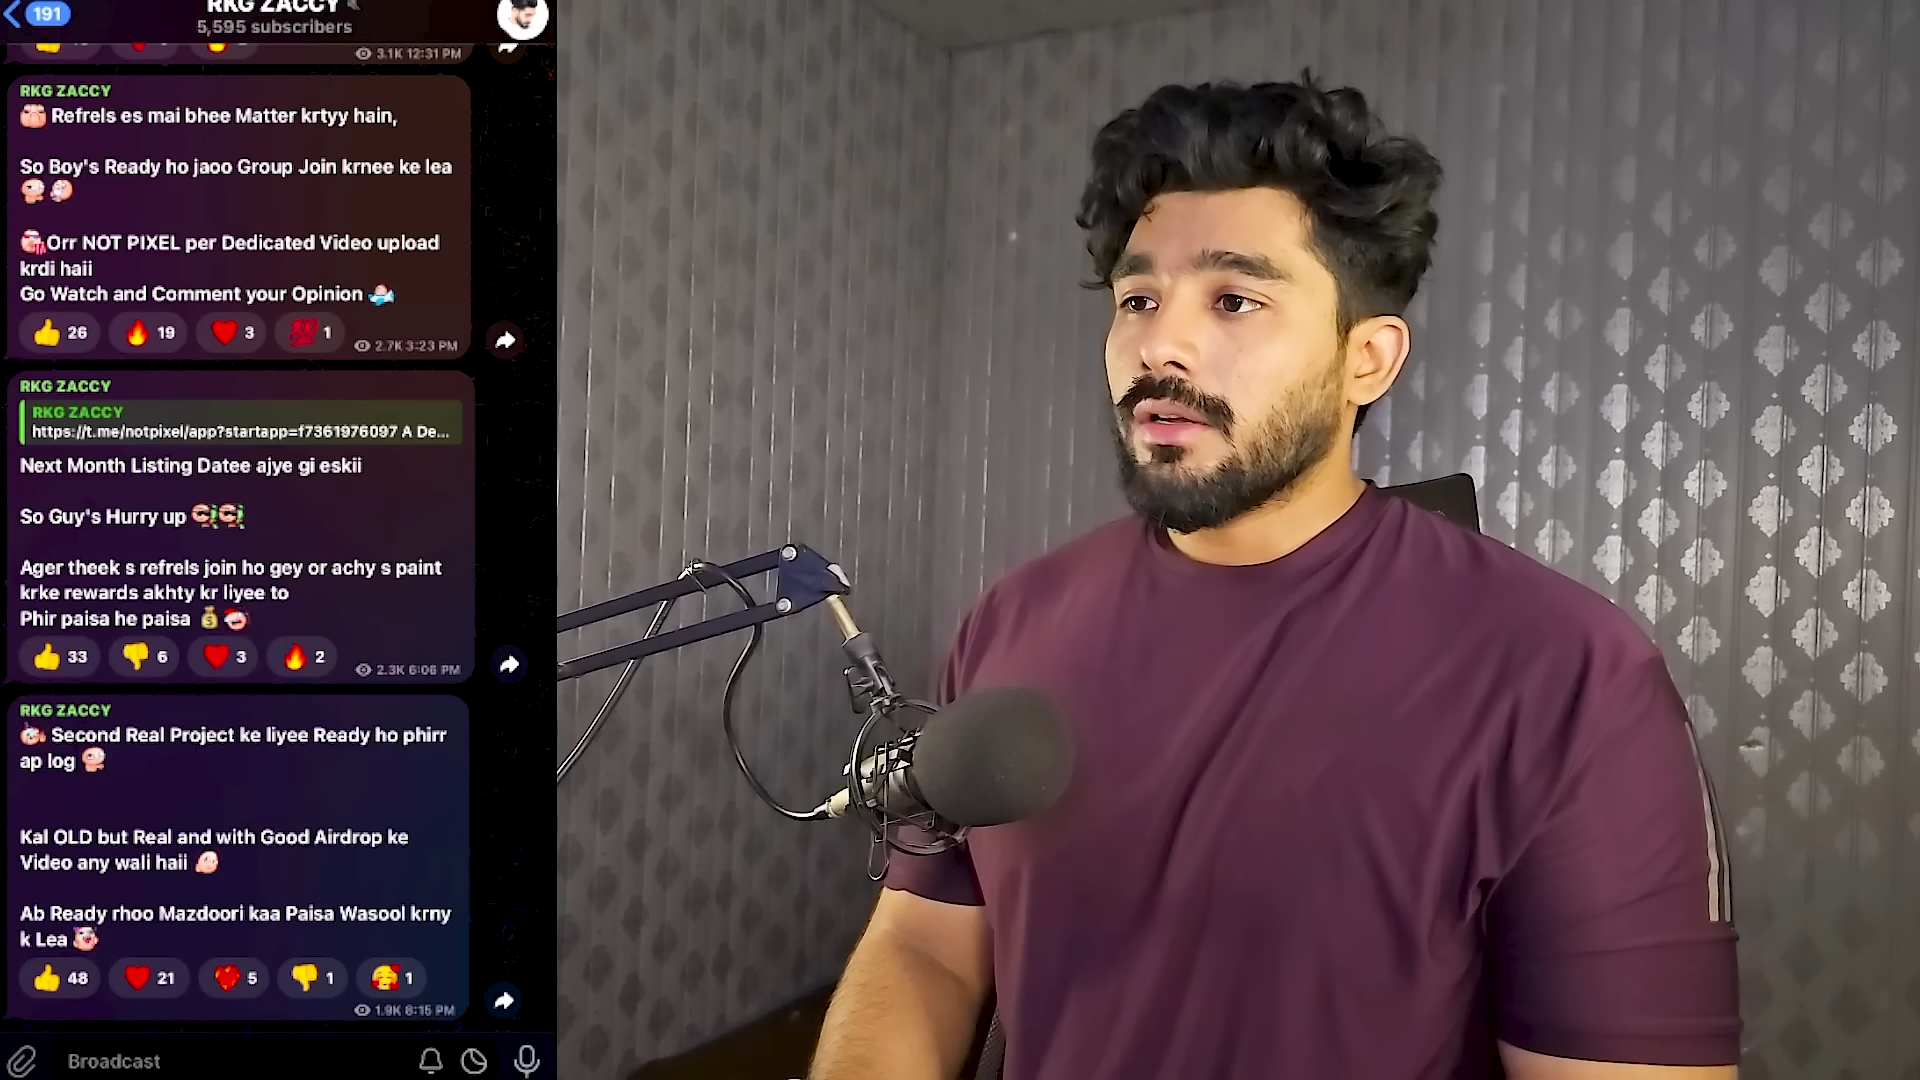 191
RKG ZACCY
5,595 subscribers
3.1K 12:31 PM
RKG ZACCY
Refrels es mai bhee Matter krtyy hain,
So Boy's Ready ho jaoo Group Join krnee ke lea
Orr NOT PIXEL per Dedicated Video upload
krdi haii
Go Watch and Comment your Opinion
26 19 3 1
2.7K 3:23 PM
RKG ZACCY
RKG ZACCY
https://t.me/notpixel/app?startapp=f7361976097 A De...
Next Month Listing Datee ajye gi eskii
So Guy's Hurry up
Ager theek s refrels join ho gey or achy s paint
krke rewards akhty kr liyee to
Phir paisa he paisa
33 6 3 2
2.3K 6:06 PM
RKG ZACCY
Second Real Project ke liyee Ready ho phirr
ap log
Kal OLD but Real and with Good Airdrop ke
Video any wali haii
Ab Ready rhoo Mazdoori kaa Paisa Wasool krny
k Lea
48 21 5 1 1
1.9K 8:15 PM
Broadcast